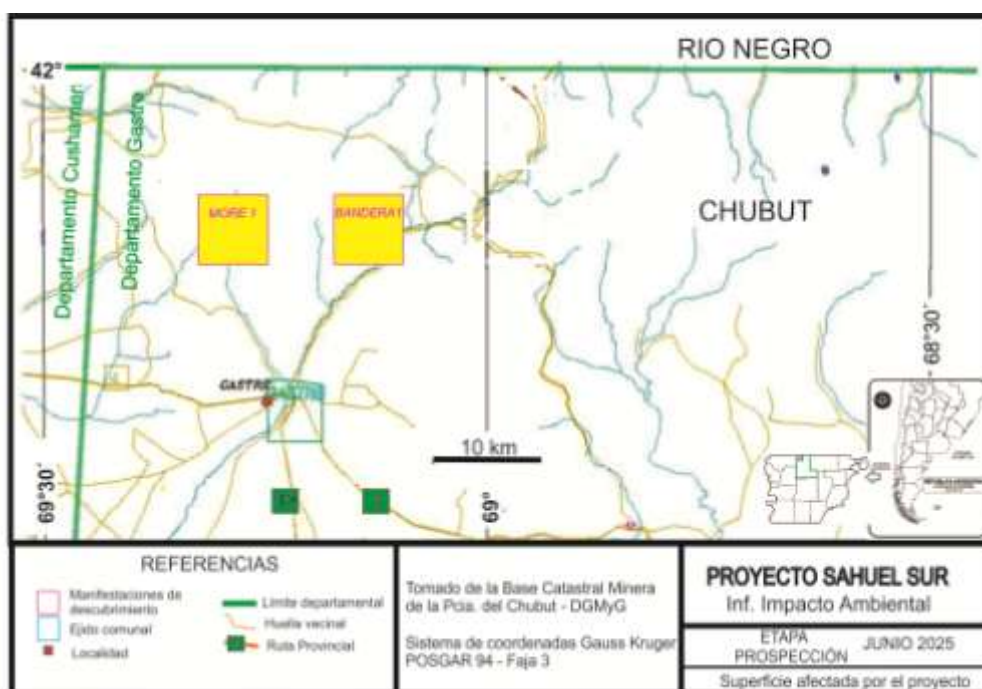 RIO NEGRO
42°
Departamento Cushamen
Departamento Gastre
MORE 1
BANDERA1
CHUBUT
68°30´
GASTRE
10 km
69°30´
69°
REFERENCIAS
Manifestaciones de
descubrimiento
Ejido comunal
Localidad
Límite departamental
Huella vecinal
Ruta Provincial
Tomado de la Base Catastral Minera
de la Pcia. del Chubut - DGMyG
Sistema de coordenadas Gauss Kruger
POSGAR 94 - Faja 3
PROYECTO SAHUEL SUR
Inf. Impacto Ambiental
ETAPA
PROSPECCIÓN
JUNIO 2025
Superficie afectada por el proyecto